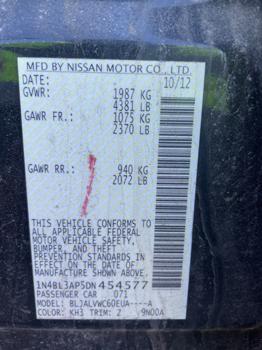 MFD BY NISSAN MOTOR CO., LTD.
DATE: 10/12
GVWR: 1987 KG
4381 LB
GAWR FR.: 1075 KG
2370 LB
GAWR RR.: 940 KG
2072 LB
THIS VEHICLE CONFORMS TO ALL
APPLICABLE FEDERAL
MOTOR VEHICLE SAFETY,
BUMPER, AND THEFT PREVENTION
STANDARDS IN EFFECT ON THE DATE OF
MANUFACTURE SHOWN ABOVE.
1N4BL3AP5DN454577
PASSENGER CAR 071
MODEL: BLJALVWC60EUA----A
COLOR: KH3 TRIM: Z 9N00A